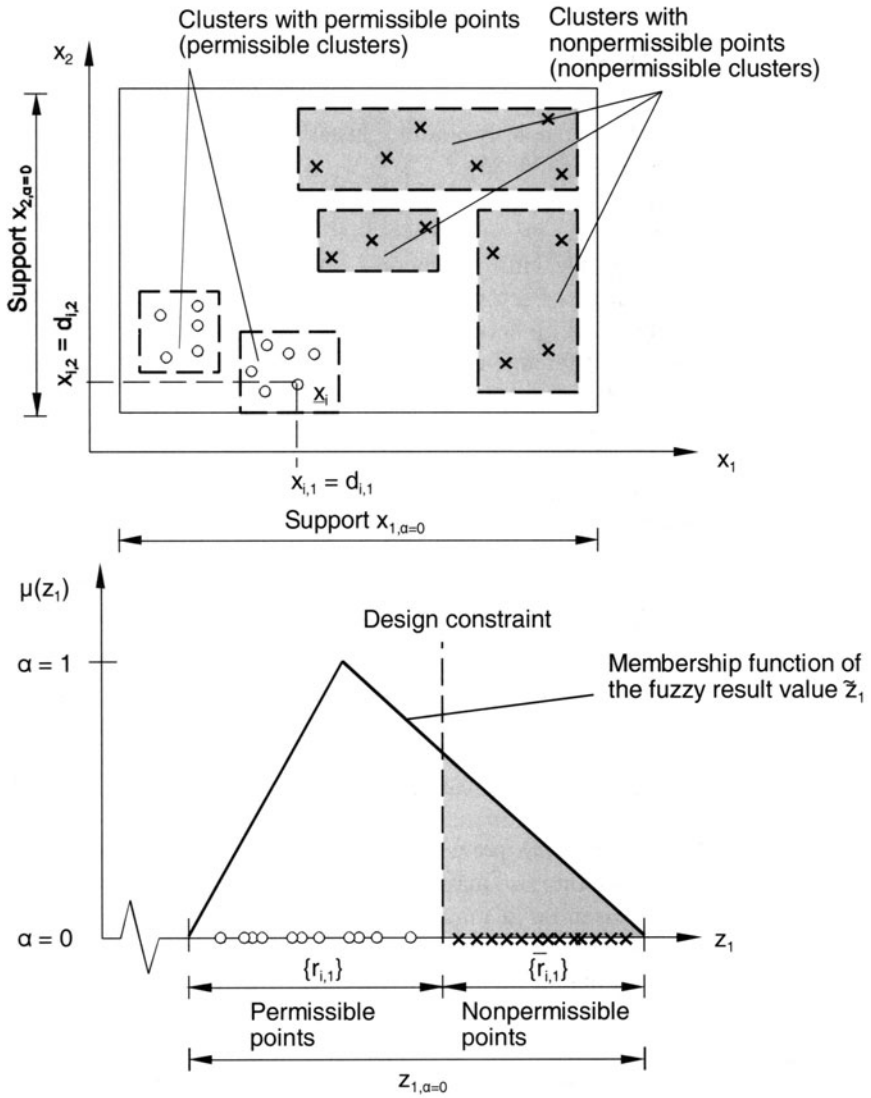 Clusters with permissible points
(permissible clusters)
Clusters with
nonpermissible points
(nonpermissible clusters)
x₂
Support x₂,α=0
xᵢ,₂ = dᵢ,₂
x̲ᵢ
x₁
xᵢ,₁ = dᵢ,₁
Support x₁,α=0
μ(z₁)
Design constraint
α = 1
Membership function of
the fuzzy result value z̃₁
α = 0
z₁
{rᵢ,₁}
{r̅ᵢ,₁}
Permissible
points
Nonpermissible
points
z₁,α=0